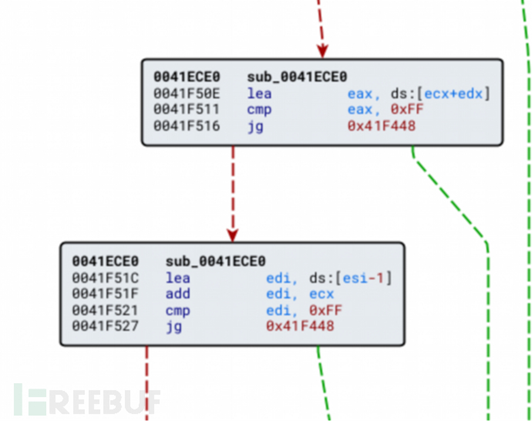 0041ECE0 sub_0041ECE0
0041F50E lea eax, ds:[ecx+edx]
0041F511 cmp eax, 0xFF
0041F516 jg 0x41F448
0041ECE0 sub_0041ECE0
0041F51C lea edi, ds:[esi-1]
0041F51F add edi, ecx
0041F521 cmp edi, 0xFF
0041F527 jg 0x41F448
FREEBUF